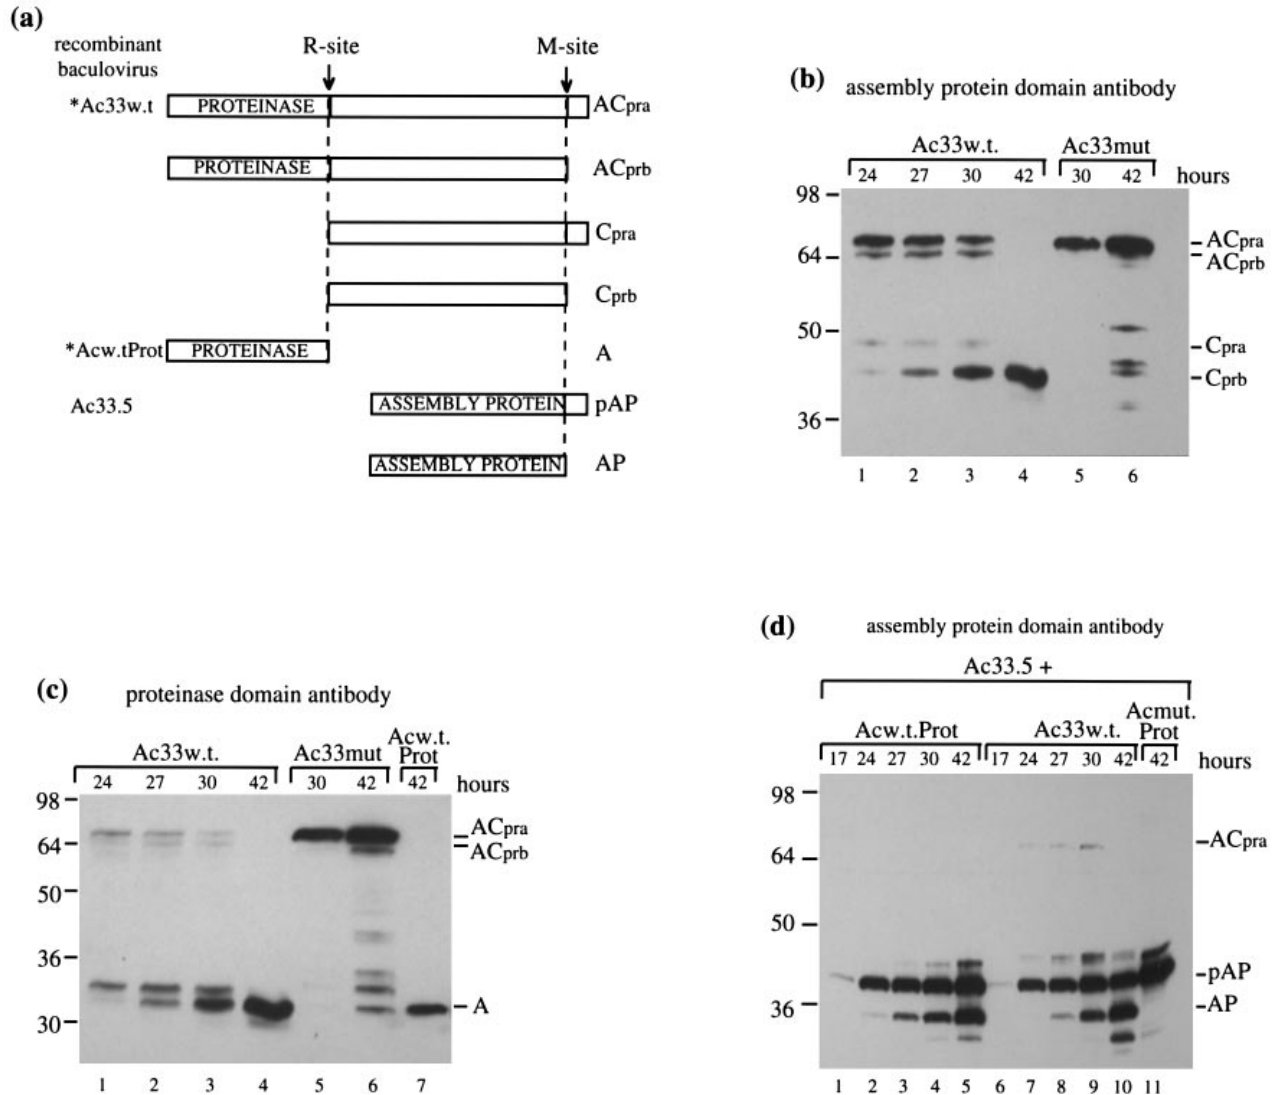 (a)
recombinant
baculovirus
R-site
M-site
*Ac33w.t
PROTEINASE
ACpra
PROTEINASE
ACprb
Cpra
Cprb
*Acw.tProt
PROTEINASE
A
Ac33.5
ASSEMBLY PROTEIN
pAP
ASSEMBLY PROTEIN
AP
(b)
assembly protein domain antibody
Ac33w.t.
Ac33mut
24 27 30 42 30 42 hours
98
64
50
36
ACpra
ACprb
Cpra
Cprb
1 2 3 4 5 6
(c)
proteinase domain antibody
Ac33w.t.
Ac33mut
Acw.t.
Prot
24 27 30 42 30 42 42 hours
98
64
50
36
30
ACpra
ACprb
A
1 2 3 4 5 6 7
(d)
assembly protein domain antibody
Ac33.5 +
Acw.t.Prot
Ac33w.t.
Acmut.
Prot
17 24 27 30 42 17 24 27 30 42 42 hours
98
64
50
36
ACpra
pAP
AP
1 2 3 4 5 6 7 8 9 10 11